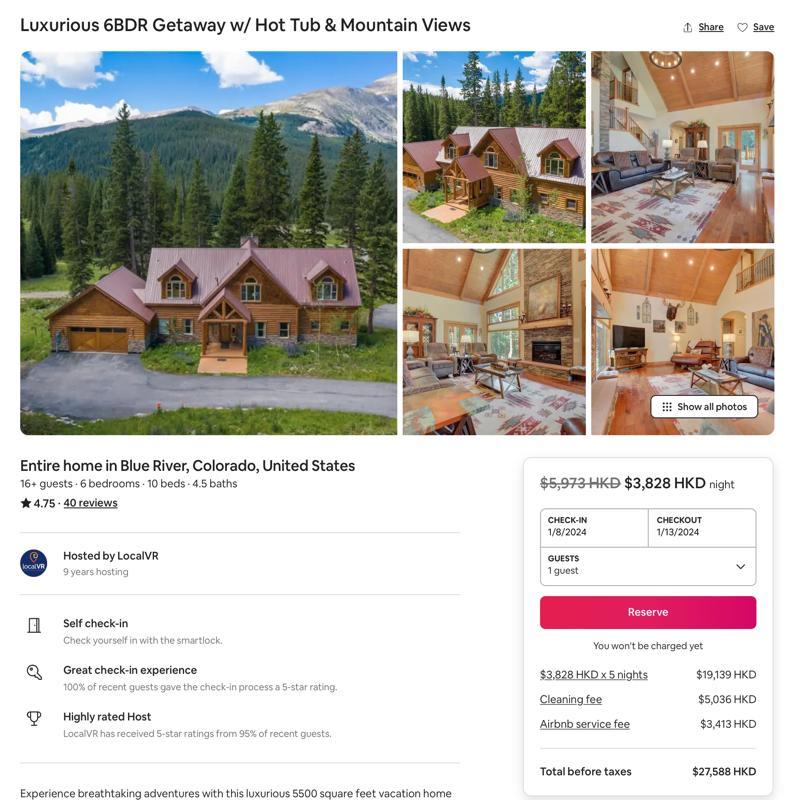 Luxurious 6BDR Getaway w/ Hot Tub & Mountain Views
Share
Save
Show all photos
Entire home in Blue River, Colorado, United States
16+ guests · 6 bedrooms · 10 beds · 4.5 baths
4.75 · 40 reviews
localVR
Hosted by LocalVR
9 years hosting
Self check-in
Check yourself in with the smartlock.
Great check-in experience
100% of recent guests gave the check-in process a 5-star rating.
Highly rated Host
LocalVR has received 5-star ratings from 95% of recent guests.
Experience breathtaking adventures with this luxurious 5500 square feet vacation home
$5,973 HKD $3,828 HKD night
CHECK-IN
1/8/2024
CHECKOUT
1/13/2024
GUESTS
1 guest
Reserve
You won't be charged yet
$3,828 HKD x 5 nights $19,139 HKD
Cleaning fee $5,036 HKD
Airbnb service fee $3,413 HKD
Total before taxes $27,588 HKD